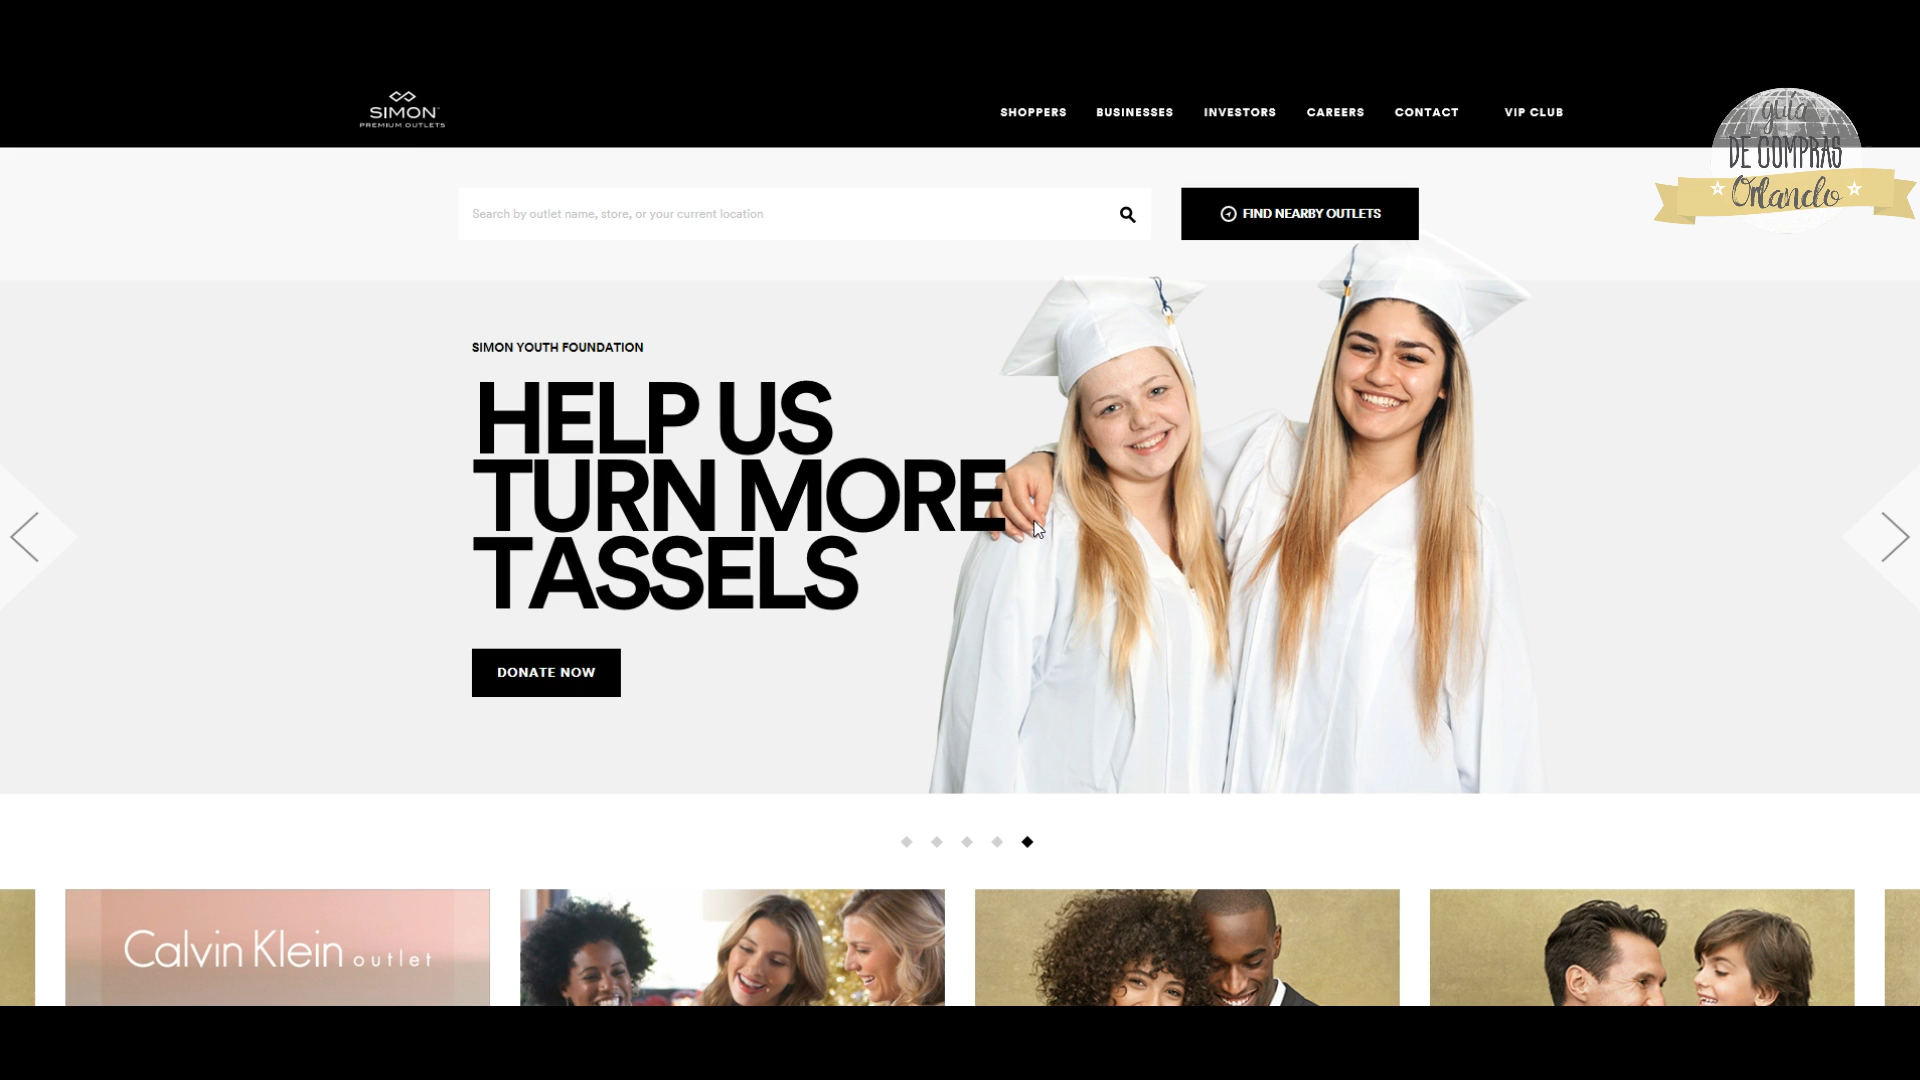 SIMON
PREMIUM OUTLETS
SHOPPERS BUSINESSES INVESTORS CAREERS CONTACT VIP CLUB
guía
DE COMPRAS
Orlando
Search by outlet name, store, or your current location
FIND NEARBY OUTLETS
SIMON YOUTH FOUNDATION
HELP US
TURN MORE
TASSELS
DONATE NOW
Calvin Klein outlet